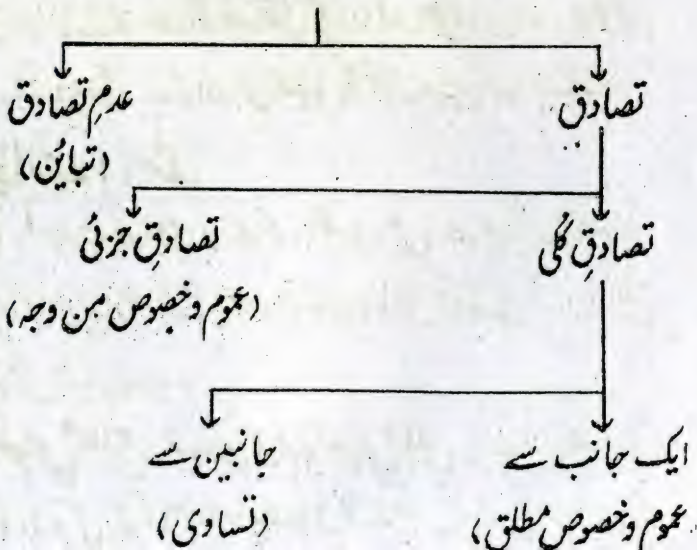 تصادق
عدمِ تصادق
(تبائن)
تصادقِ کُلی
تصادقِ جزئی
(عموم و خصوص من وجہ)
ایک جانب سے
عموم و خصوص مطلق)
جانبین سے
(تساوی)